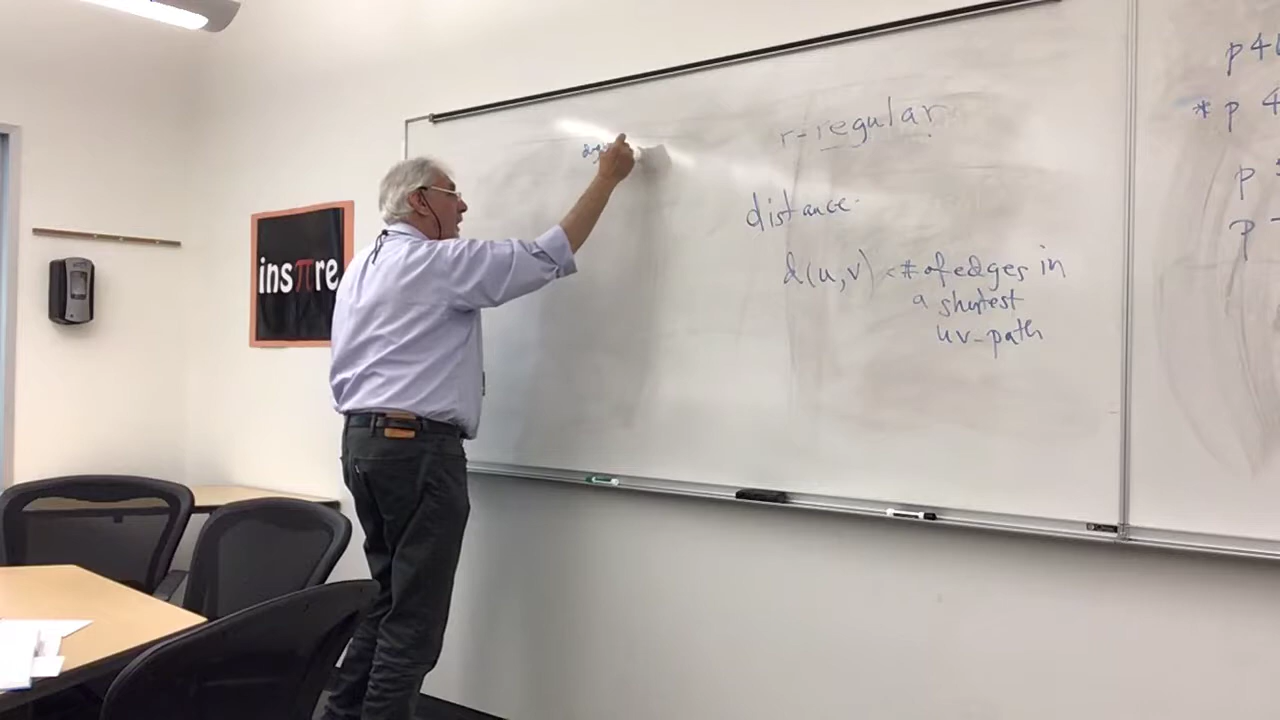 r-regular
distance.
d(u,v) < # of edges in
a shortest
uv-path
insπre
p 4
* p 4
p
p